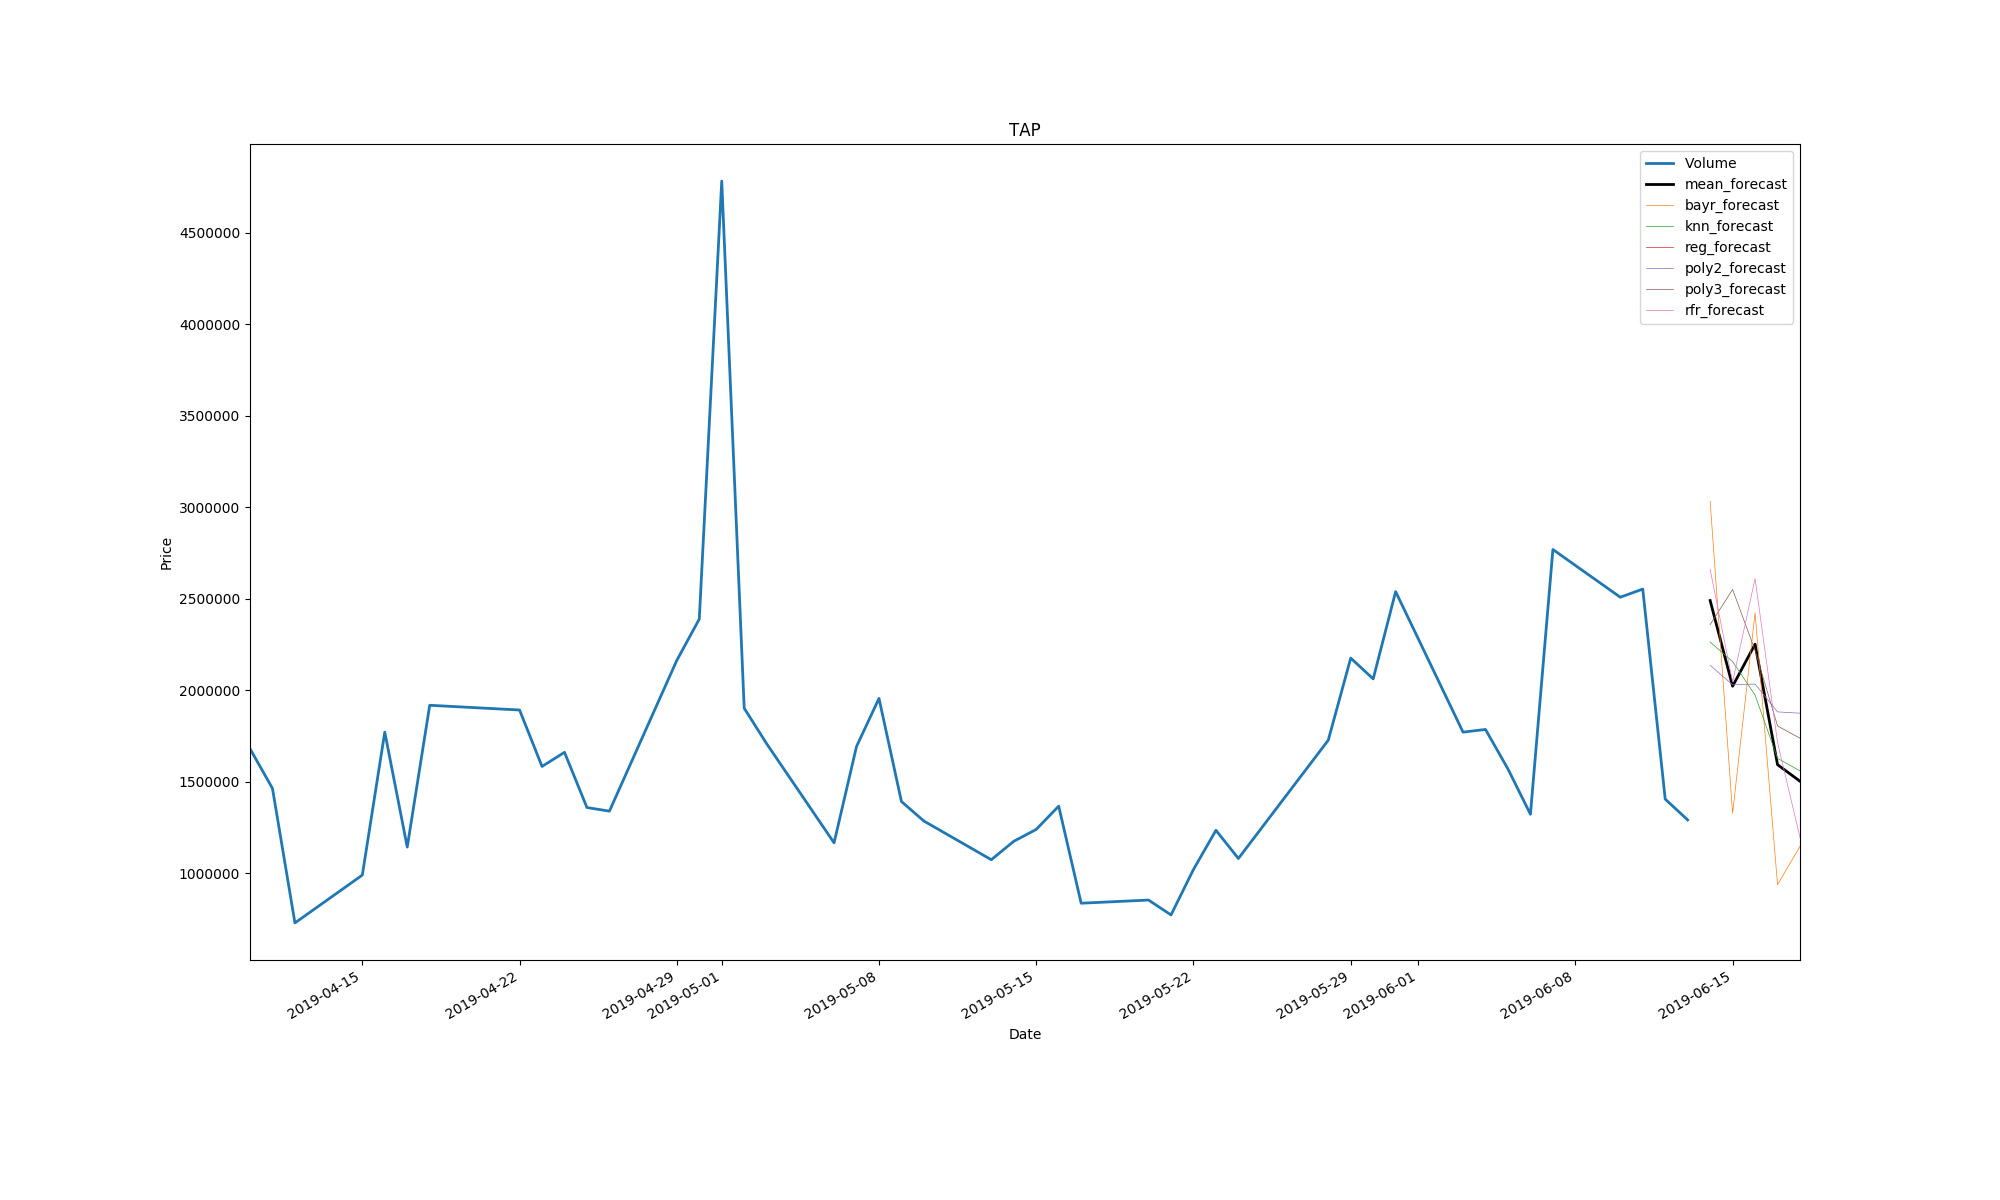 TAP
Volume
mean_forecast
bayr_forecast
knn_forecast
reg_forecast
poly2_forecast
poly3_forecast
rfr_forecast
4500000
4000000
3500000
3000000
2500000
2000000
1500000
1000000
Price
2019-04-15
2019-04-22
2019-04-29
2019-05-01
2019-05-08
2019-05-15
2019-05-22
2019-05-29
2019-06-01
2019-06-08
2019-06-15
Date